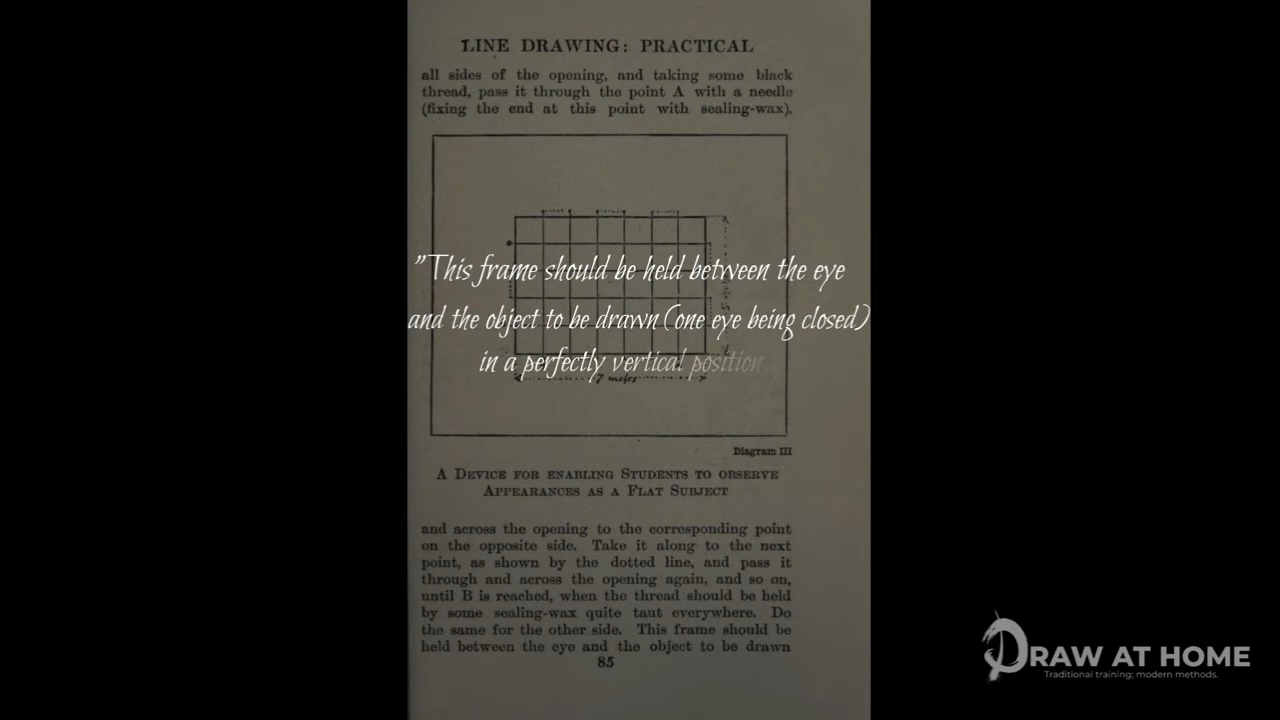 LINE DRAWING: PRACTICAL
all sides of the opening, and taking some black
thread, pass it through the point A with a needle
(fixing the end at this point with sealing-wax),
"This frame should be held between the eye
and the object to be drawn (one eye being closed)
in a perfectly vertical position.
7 inches
Diagram III
A DEVICE FOR ENABLING STUDENTS TO OBSERVE
APPEARANCES AS A FLAT SUBJECT
and across the opening to the corresponding point
on the opposite side. Take it along to the next
point, as shown by the dotted line, and pass it
through and across the opening again, and so on,
until B is reached, when the thread should be held
by some sealing-wax quite taut everywhere. Do
the same for the other side. This frame should be
held between the eye and the object to be drawn
85
DRAW AT HOME
Traditional training; modern methods.